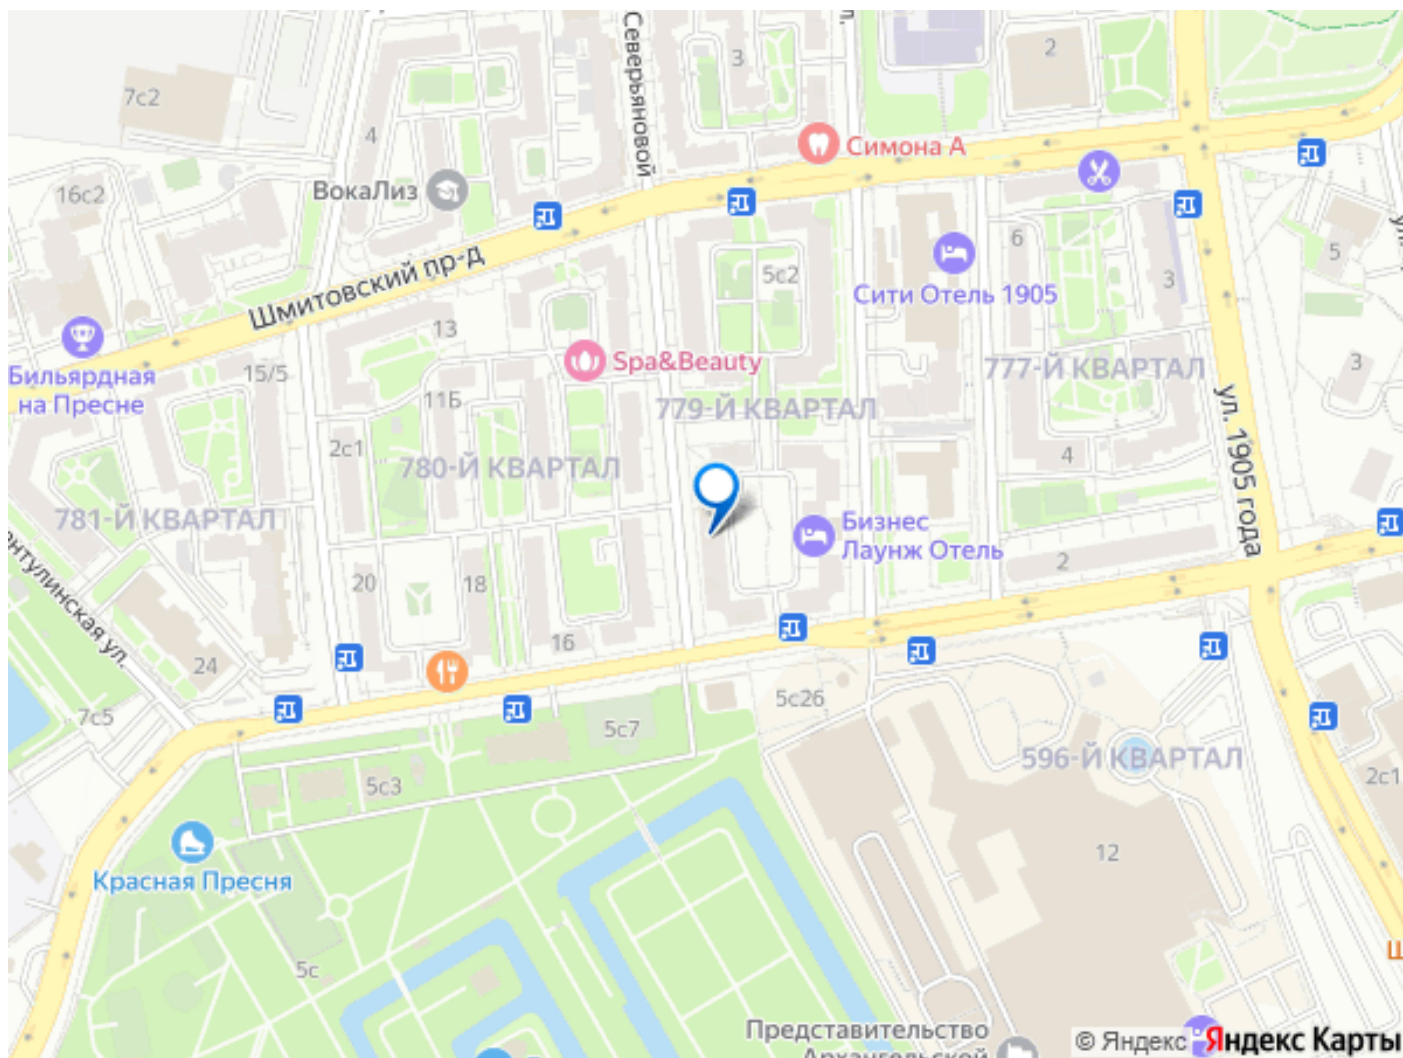 Северьяновой
ул.
3
2
7с2
4
Симона А
ВокаЛиз
16с2
Шмитовский пр-д
6
5
5с2
3
Сити Отель 1905
13
Бильярдная
на Пресне
15/5
Spa&Beauty
777-Й КВАРТАЛ
3
11Б
779-Й КВАРТАЛ
ул. 1905 года
2с1
780-Й КВАРТАЛ
4
781-Й КВАРТАЛ
Бизнес
Лаунж Отель
2
20
18
16
24
7с5
5с26
5с7
596-Й КВАРТАЛ
5с3
2с1
12
Красная Пресня
5с
Представительство
Архангельской
© Яндекс
Яндекс Карты